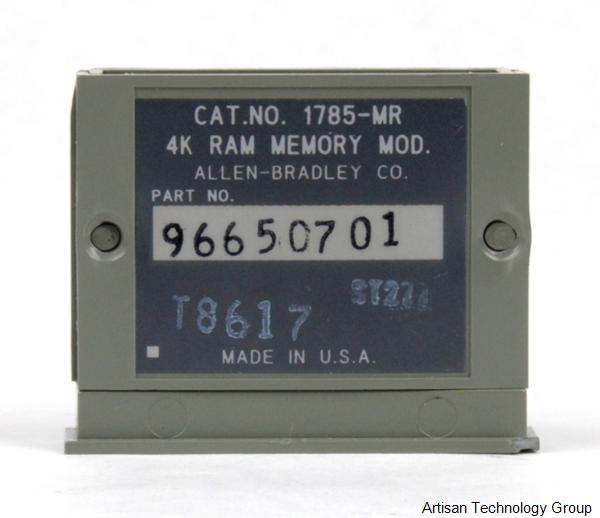 CAT.NO. 1785-MR
4K RAM MEMORY MOD.
ALLEN-BRADLEY CO.
PART NO.
96650701
T8617
MADE IN U.S.A.
Artisan Technology Group